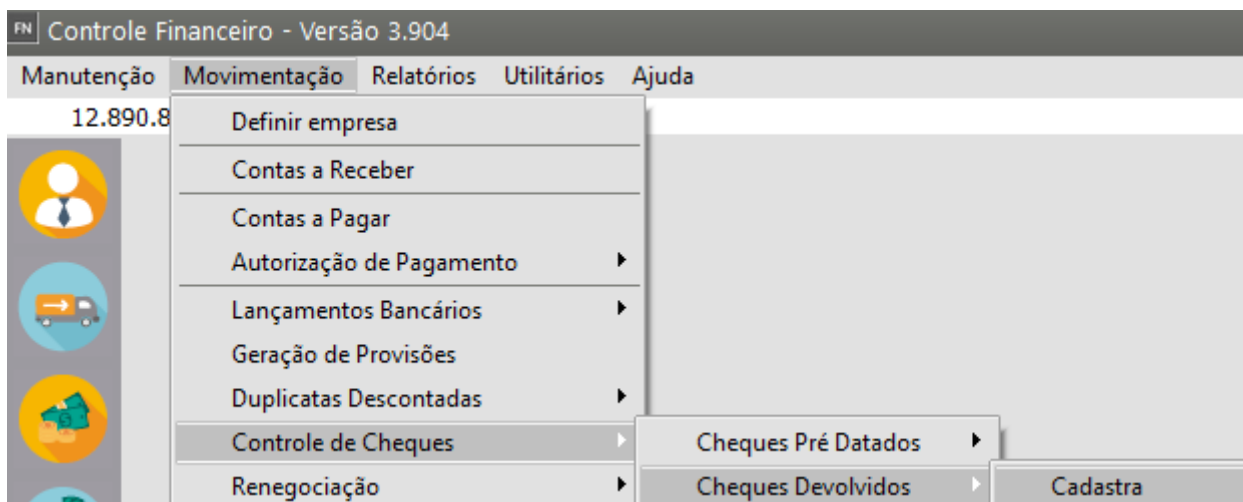 FN Controle Financeiro - Versão 3.904
Manutenção Movimentação Relatórios Utilitários Ajuda
12.890.8
Definir empresa
Contas a Receber
Contas a Pagar
Autorização de Pagamento
Lançamentos Bancários
Geração de Provisões
Duplicatas Descontadas
Controle de Cheques Cheques Pré Datados
Renegociação Cheques Devolvidos Cadastra